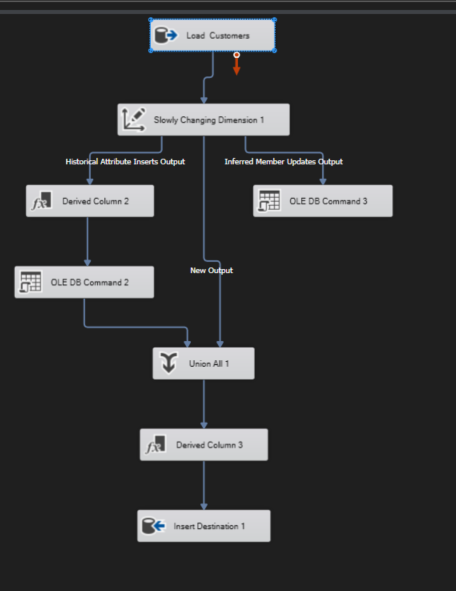 Load Customers
Slowly Changing Dimension 1
Historical Attribute Inserts Output
Inferred Member Updates Output
Derived Column 2
OLE DB Command 3
New Output
OLE DB Command 2
Union All 1
Derived Column 3
Insert Destination 1